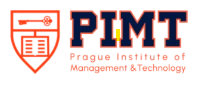 PIMT
Prague Institute of
Management &Technology